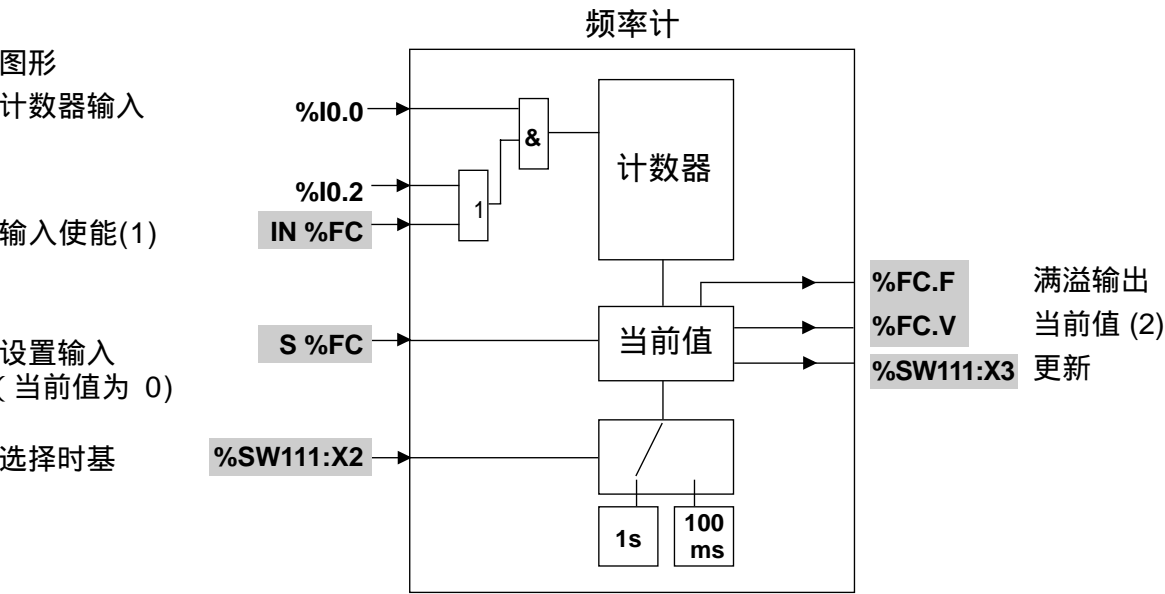 频率计
图形
计数器输入 %I0.0
&
计数器
%I0.2
1
输入使能(1) IN %FC
%FC.F 满溢输出
当前值
%FC.V 当前值 (2)
设置输入 S %FC
(当前值为 0)
%SW111:X3 更新
选择时基 %SW111:X2
1s
100
ms